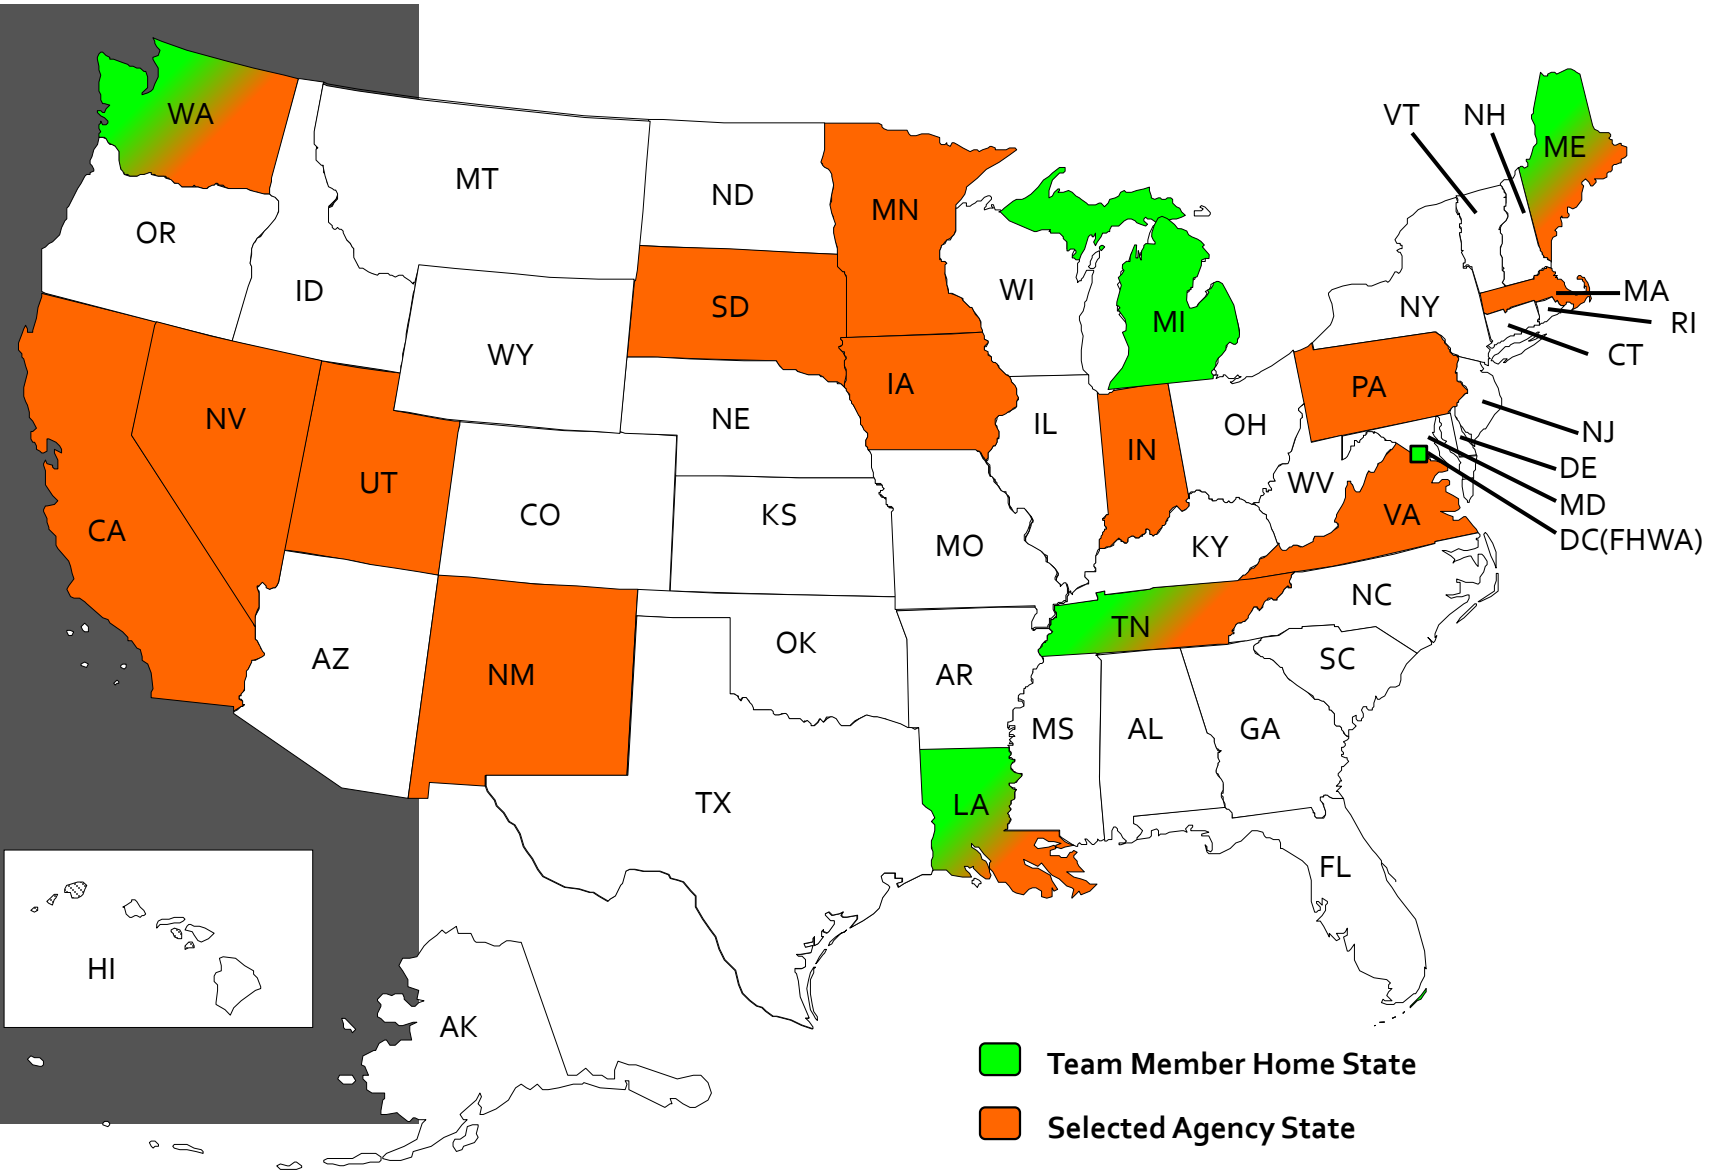 WA
VT
NH
ME
MT
ND
MN
OR
ID
SD
WI
MI
NY
MA
RI
CT
WY
IA
PA
NV
NE
IL
IN
OH
NJ
DE
MD
DC(FHWA)
UT
CO
KS
MO
WV
VA
KY
CA
NC
TN
AZ
NM
OK
AR
SC
MS
AL
GA
TX
LA
FL
HI
AK
Team Member Home State
Selected Agency State